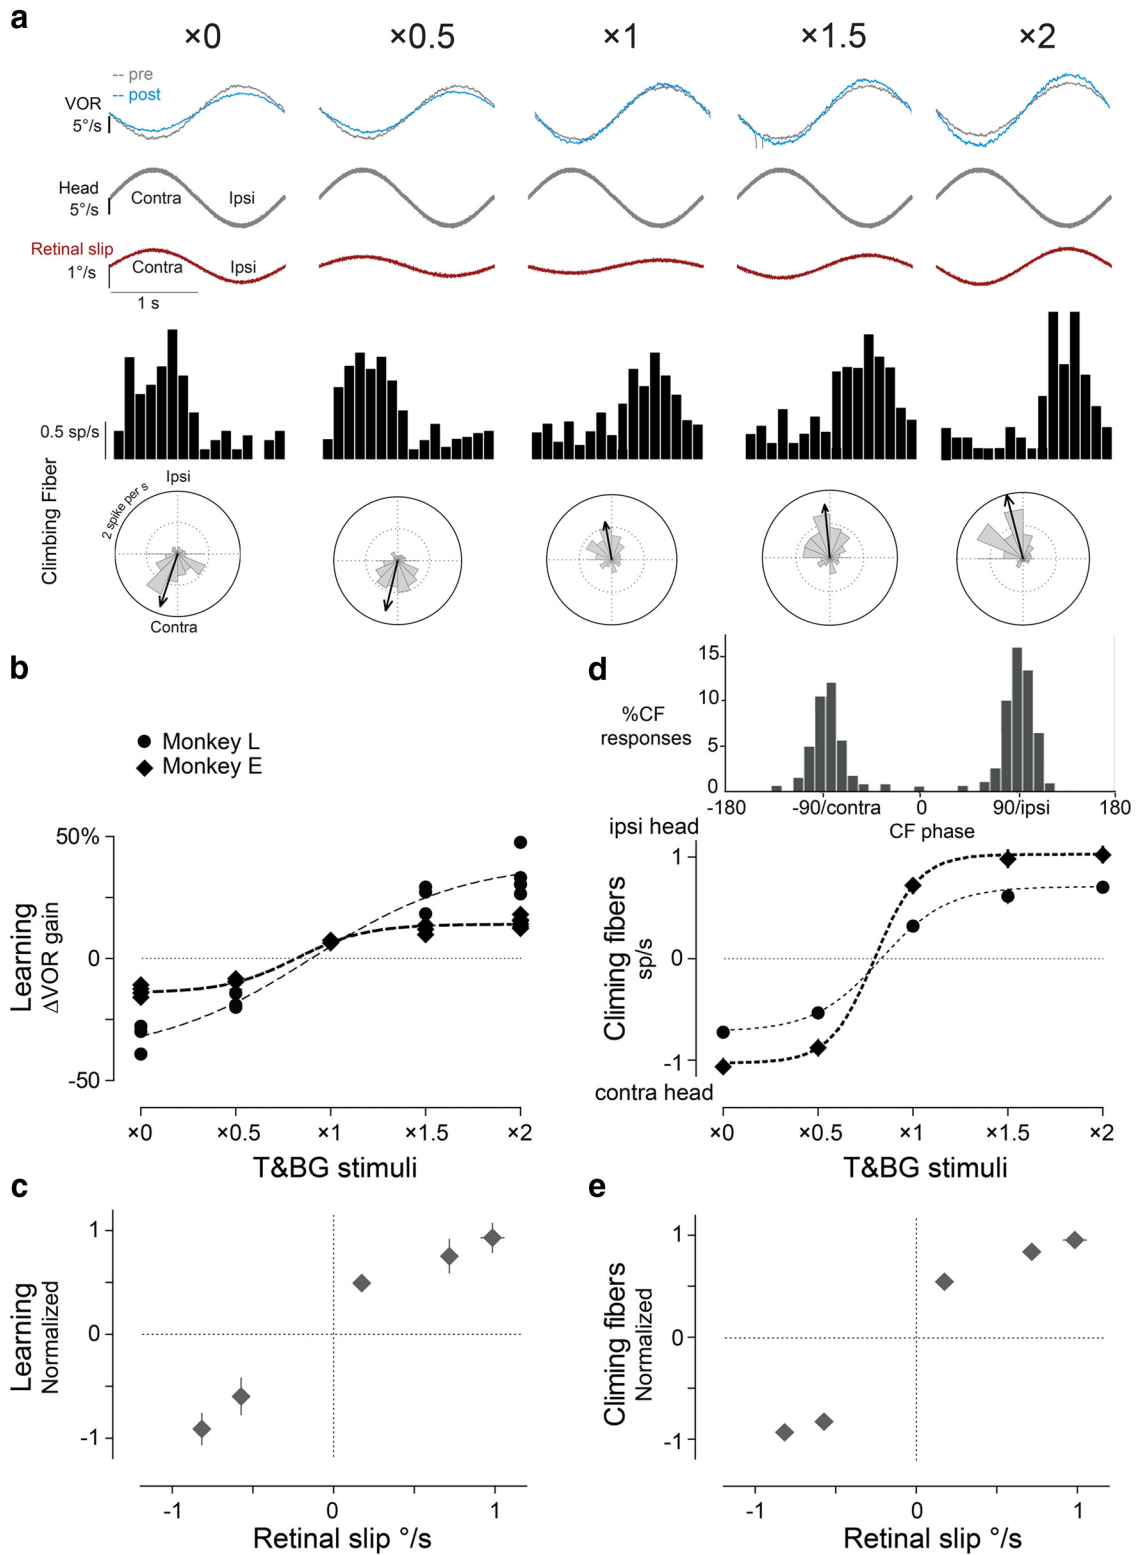 a
×0 ×0.5 ×1 ×1.5 ×2
-- pre
-- post
VOR
5°/s
Head
5°/s
Contra Ipsi
Retinal slip
1°/s
Contra Ipsi
1 s
0.5 sp/s
Climbing Fiber
Ipsi
2 spike per s
Contra
b
Monkey L
Monkey E
50%
0
-50
Learning
ΔVOR gain
×0 ×0.5 ×1 ×1.5 ×2
T&BG stimuli
d
15
10
5
0
%CF
responses
-180 -90/contra 0 90/ipsi 180
CF phase
ipsi head
1
0
-1
Climing fibers
sp/s
contra head
×0 ×0.5 ×1 ×1.5 ×2
T&BG stimuli
c
1
0
-1
Learning
Normalized
-1 0 1
Retinal slip °/s
e
1
0
-1
Climing fibers
Normalized
-1 0 1
Retinal slip °/s